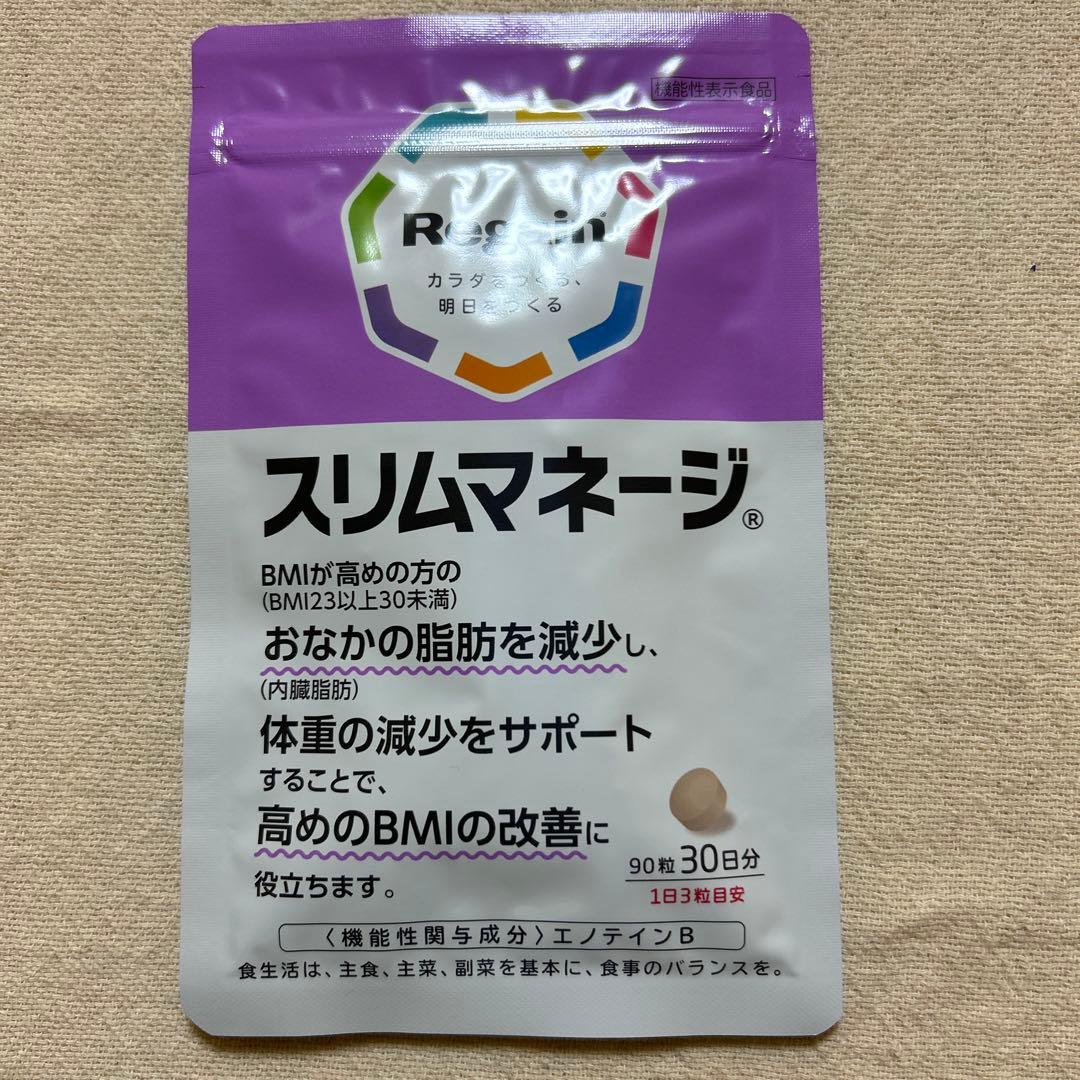 機能性表示食品
Regain
カラダをつくる、
明日をつくる
スリムマネージ®
BMIが高めの方の
(BMI23以上30未満)
おなかの脂肪を減少し、
(内臓脂肪)
体重の減少をサポート
することで、
高めのBMIの改善に
役立ちます。
90粒30日分
1日3粒目安
〈機能性関与成分〉エノテインB
食生活は、主食、主菜、副菜を基本に、食事のバランスを。